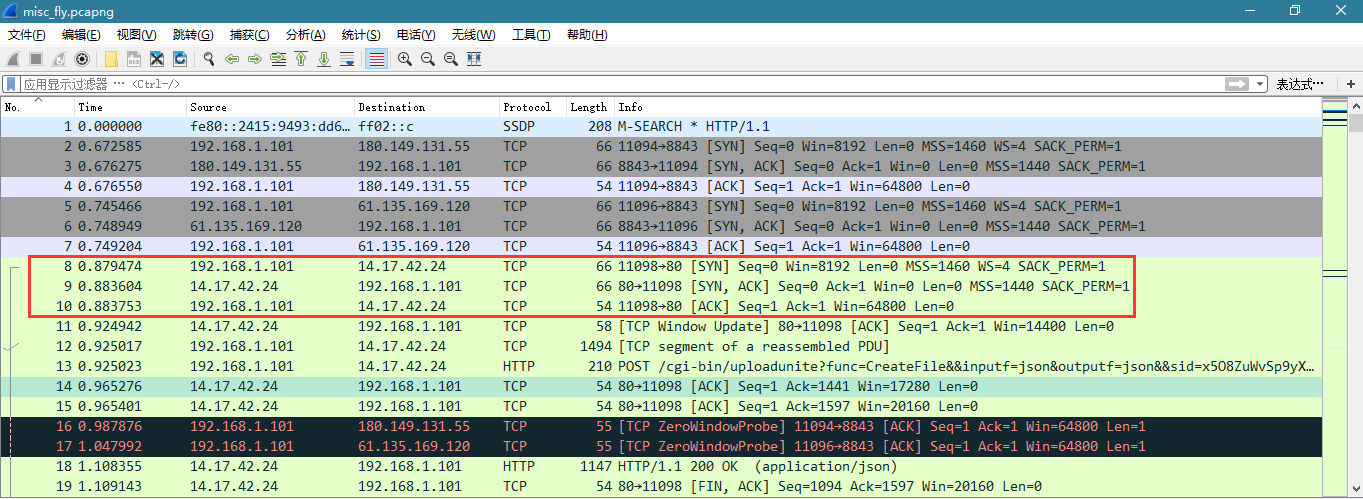 misc_fly.pcapng
文件(F) 编辑(E) 视图(V) 跳转(G) 捕获(C) 分析(A) 统计(S) 电话(Y) 无线(W) 工具(T) 帮助(H)
应用显示过滤器 … <Ctrl-/> 表达式… +
No. Time Source Destination Protocol Length Info
1 0.000000 fe80::2415:9493:dd6… ff02::c SSDP 208 M-SEARCH * HTTP/1.1
2 0.672585 192.168.1.101 180.149.131.55 TCP 66 11094→8843 [SYN] Seq=0 Win=8192 Len=0 MSS=1460 WS=4 SACK_PERM=1
3 0.676275 180.149.131.55 192.168.1.101 TCP 66 8843→11094 [SYN, ACK] Seq=0 Ack=1 Win=0 Len=0 MSS=1440 SACK_PERM=1
4 0.676550 192.168.1.101 180.149.131.55 TCP 54 11094→8843 [ACK] Seq=1 Ack=1 Win=64800 Len=0
5 0.745466 192.168.1.101 61.135.169.120 TCP 66 11096→8843 [SYN] Seq=0 Win=8192 Len=0 MSS=1460 WS=4 SACK_PERM=1
6 0.748949 61.135.169.120 192.168.1.101 TCP 66 8843→11096 [SYN, ACK] Seq=0 Ack=1 Win=0 Len=0 MSS=1440 SACK_PERM=1
7 0.749204 192.168.1.101 61.135.169.120 TCP 54 11096→8843 [ACK] Seq=1 Ack=1 Win=64800 Len=0
8 0.879474 192.168.1.101 14.17.42.24 TCP 66 11098→80 [SYN] Seq=0 Win=8192 Len=0 MSS=1460 WS=4 SACK_PERM=1
9 0.883604 14.17.42.24 192.168.1.101 TCP 66 80→11098 [SYN, ACK] Seq=0 Ack=1 Win=0 Len=0 MSS=1440 SACK_PERM=1
10 0.883753 192.168.1.101 14.17.42.24 TCP 54 11098→80 [ACK] Seq=1 Ack=1 Win=64800 Len=0
11 0.924942 14.17.42.24 192.168.1.101 TCP 58 [TCP Window Update] 80→11098 [ACK] Seq=1 Ack=1 Win=14400 Len=0
12 0.925017 192.168.1.101 14.17.42.24 TCP 1494 [TCP segment of a reassembled PDU]
13 0.925023 192.168.1.101 14.17.42.24 HTTP 210 POST /cgi-bin/uploadunite?func=CreateFile&&inputf=json&outputf=json&&sid=x5O8ZuWvSp9yX…
14 0.965276 14.17.42.24 192.168.1.101 TCP 54 80→11098 [ACK] Seq=1 Ack=1441 Win=17280 Len=0
15 0.965401 14.17.42.24 192.168.1.101 TCP 54 80→11098 [ACK] Seq=1 Ack=1597 Win=20160 Len=0
16 0.987876 192.168.1.101 180.149.131.55 TCP 55 [TCP ZeroWindowProbe] 11094→8843 [ACK] Seq=1 Ack=1 Win=64800 Len=1
17 1.047992 192.168.1.101 61.135.169.120 TCP 55 [TCP ZeroWindowProbe] 11096→8843 [ACK] Seq=1 Ack=1 Win=64800 Len=1
18 1.108355 14.17.42.24 192.168.1.101 HTTP 1147 HTTP/1.1 200 OK (application/json)
19 1.109143 14.17.42.24 192.168.1.101 TCP 54 80→11098 [FIN, ACK] Seq=1094 Ack=1597 Win=20160 Len=0